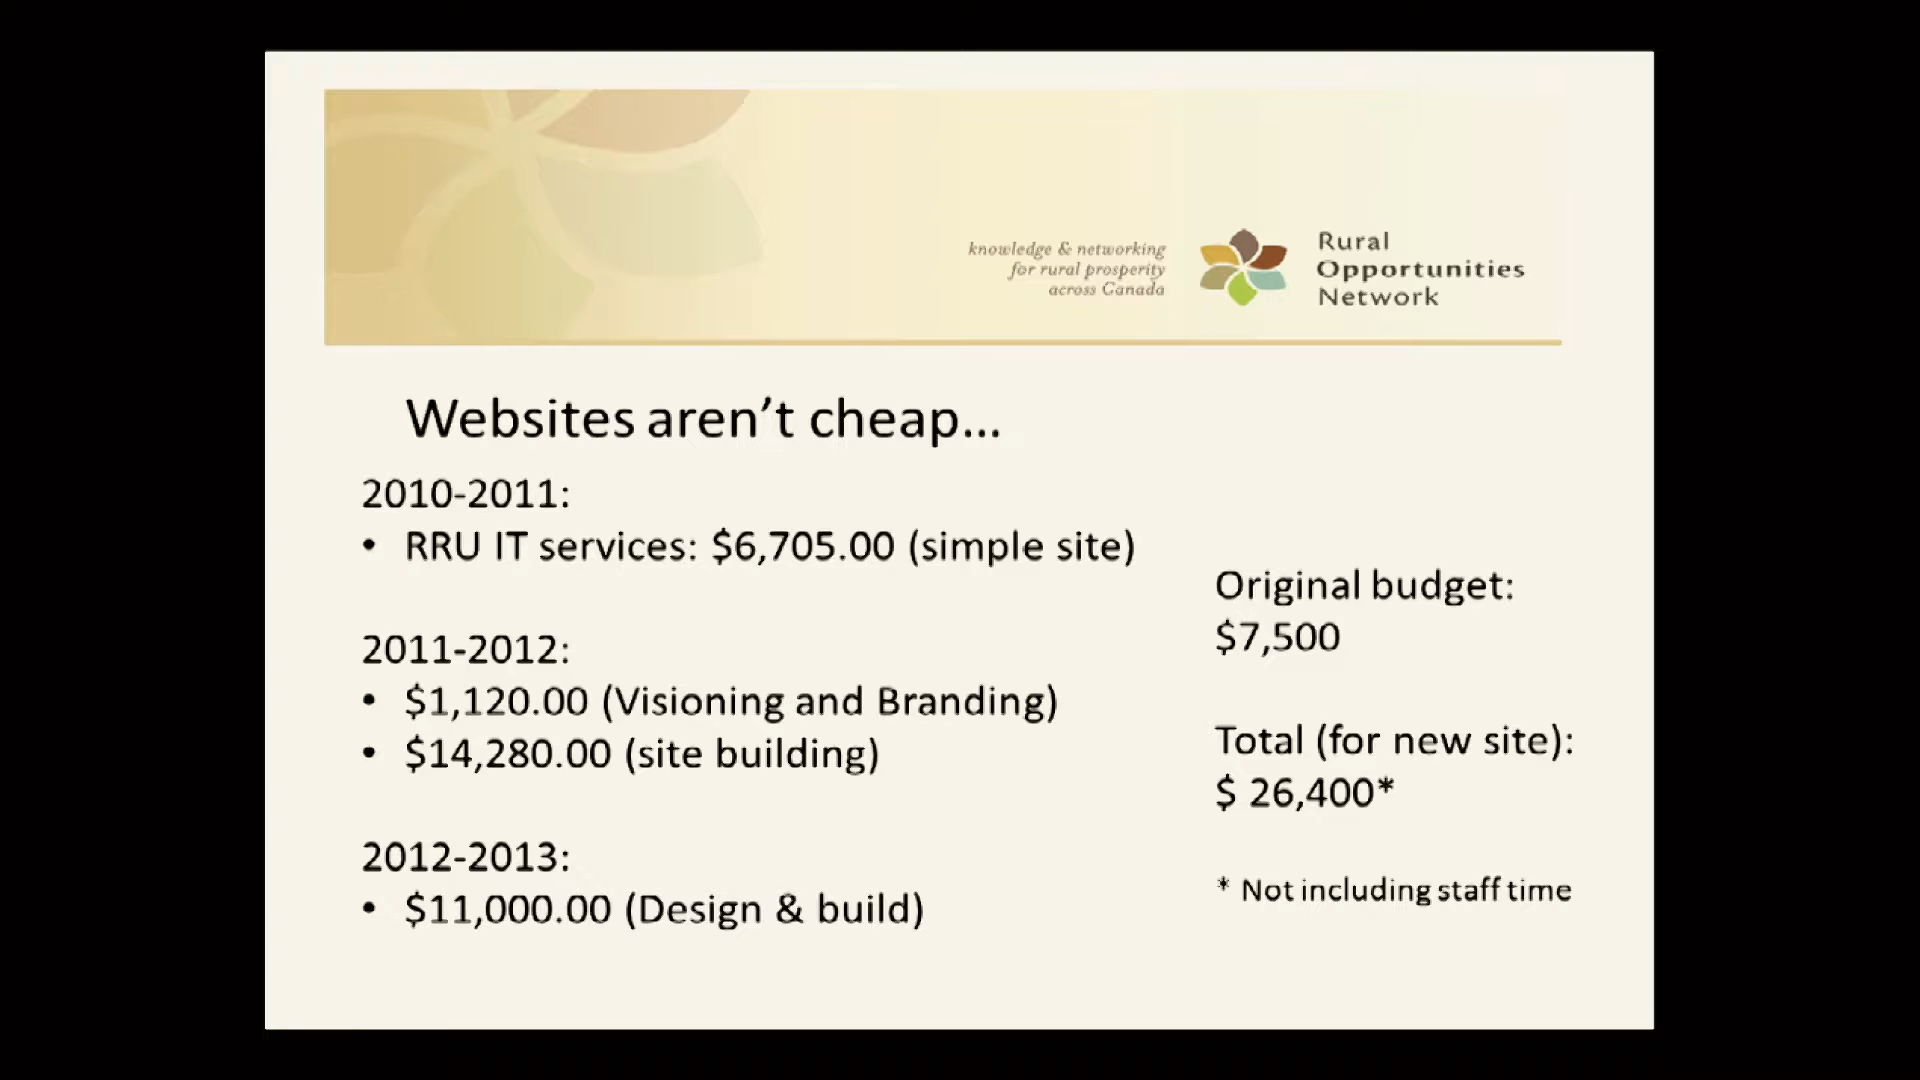 knowledge & networking
for rural prosperity
across Canada
Rural
Opportunities
Network
Websites aren’t cheap…
2010-2011:
• RRU IT services: $6,705.00 (simple site)
2011-2012:
• $1,120.00 (Visioning and Branding)
• $14,280.00 (site building)
2012-2013:
• $11,000.00 (Design & build)
Original budget:
$7,500
Total (for new site):
$ 26,400*
* Not including staff time